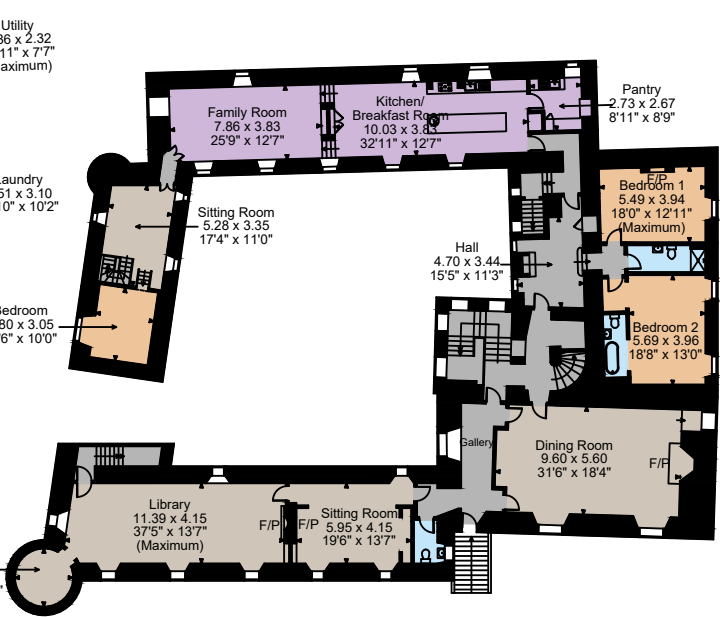 Utility
36 x 2.32
11" x 7'7"
aximum)
Pantry
2.73 x 2.67
8'11" x 8'9"
Family Room
7.86 x 3.83
25'9" x 12'7"
Kitchen/
Breakfast Room
10.03 x 3.83
32'11" x 12'7"
Laundry
51 x 3.10
10" x 10'2"
F/P
Bedroom 1
5.49 x 3.94
18'0" x 12'11"
(Maximum)
Sitting Room
5.28 x 3.35
17'4" x 11'0"
Hall
4.70 x 3.44
15'5" x 11'3"
Bedroom
80 x 3.05
'6" x 10'0"
Bedroom 2
5.69 x 3.96
18'8" x 13'0"
Gallery
Dining Room
9.60 x 5.60
31'6" x 18'4"
F/P
Library
11.39 x 4.15
37'5" x 13'7"
(Maximum)
F/P
F/P
Sitting Room
5.95 x 4.15
19'6" x 13'7"
"